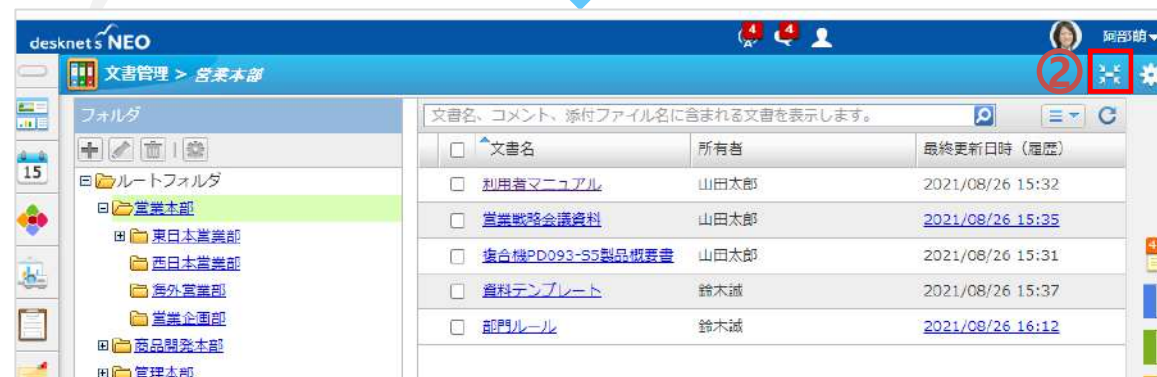 desknet's NEO
4
4
阿部萌
文書管理 > 営業本部
②
フォルダ
文書名、コメント、添付ファイル名に含まれる文書を表示します。
文書名
所有者
最終更新日時（履歴）
15
ルートフォルダ
営業本部
東日本営業部
西日本営業部
海外営業部
営業企画部
商品開発本部
管理本部
利用者マニュアル
山田太郎
2021/08/26 15:32
営業戦略会議資料
山田太郎
2021/08/26 15:35
複合機PD093-S5製品概要書
山田太郎
2021/08/26 15:31
資料テンプレート
鈴木誠
2021/08/26 15:37
部門ルール
鈴木誠
2021/08/26 16:12
4